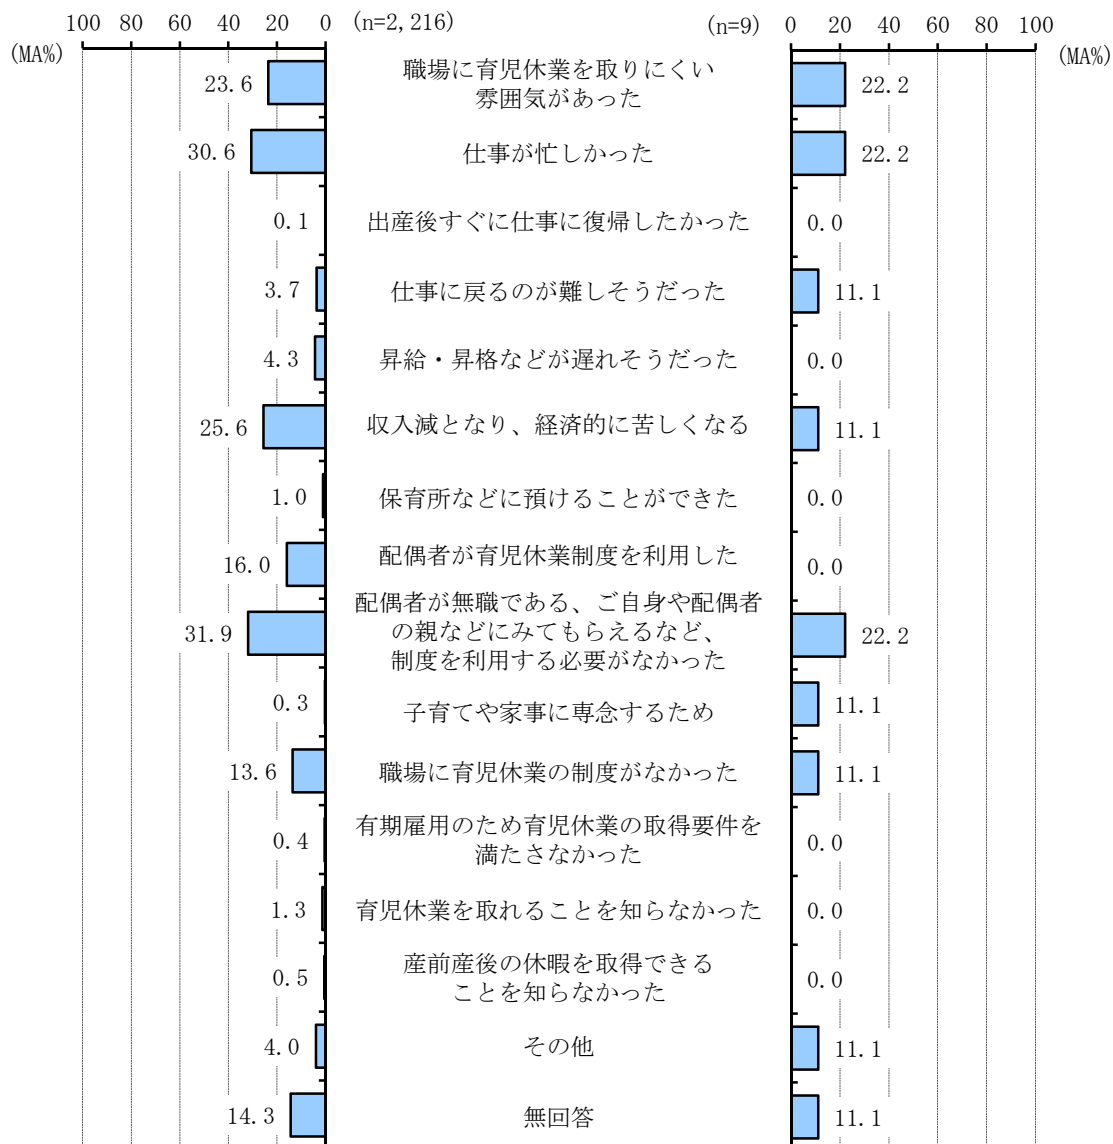 100 80 60 40 20 0 (n=2,216) (n=9) 0 20 40 60 80 100
(MA%) (MA%)
23.6 職場に育児休業を取りにくい 22.2
雰囲気があった
30.6 仕事が忙しかった 22.2
0.1 出産後すぐに仕事に復帰したかった 0.0
3.7 仕事に戻るのが難しそうだった 11.1
4.3 昇給・昇格などが遅れそうだった 0.0
25.6 収入減となり、経済的に苦しくなる 11.1
1.0 保育所などに預けることができた 0.0
16.0 配偶者が育児休業制度を利用した 0.0
配偶者が無職である、ご自身や配偶者
31.9 の親などにみてもらえるなど、 22.2
制度を利用する必要がなかった
0.3 子育てや家事に専念するため 11.1
13.6 職場に育児休業の制度がなかった 11.1
有期雇用のため育児休業の取得要件を
0.4 満たさなかった 0.0
1.3 育児休業を取れることを知らなかった 0.0
産前産後の休暇を取得できる
0.5 ことを知らなかった 0.0
4.0 その他 11.1
14.3 無回答 11.1